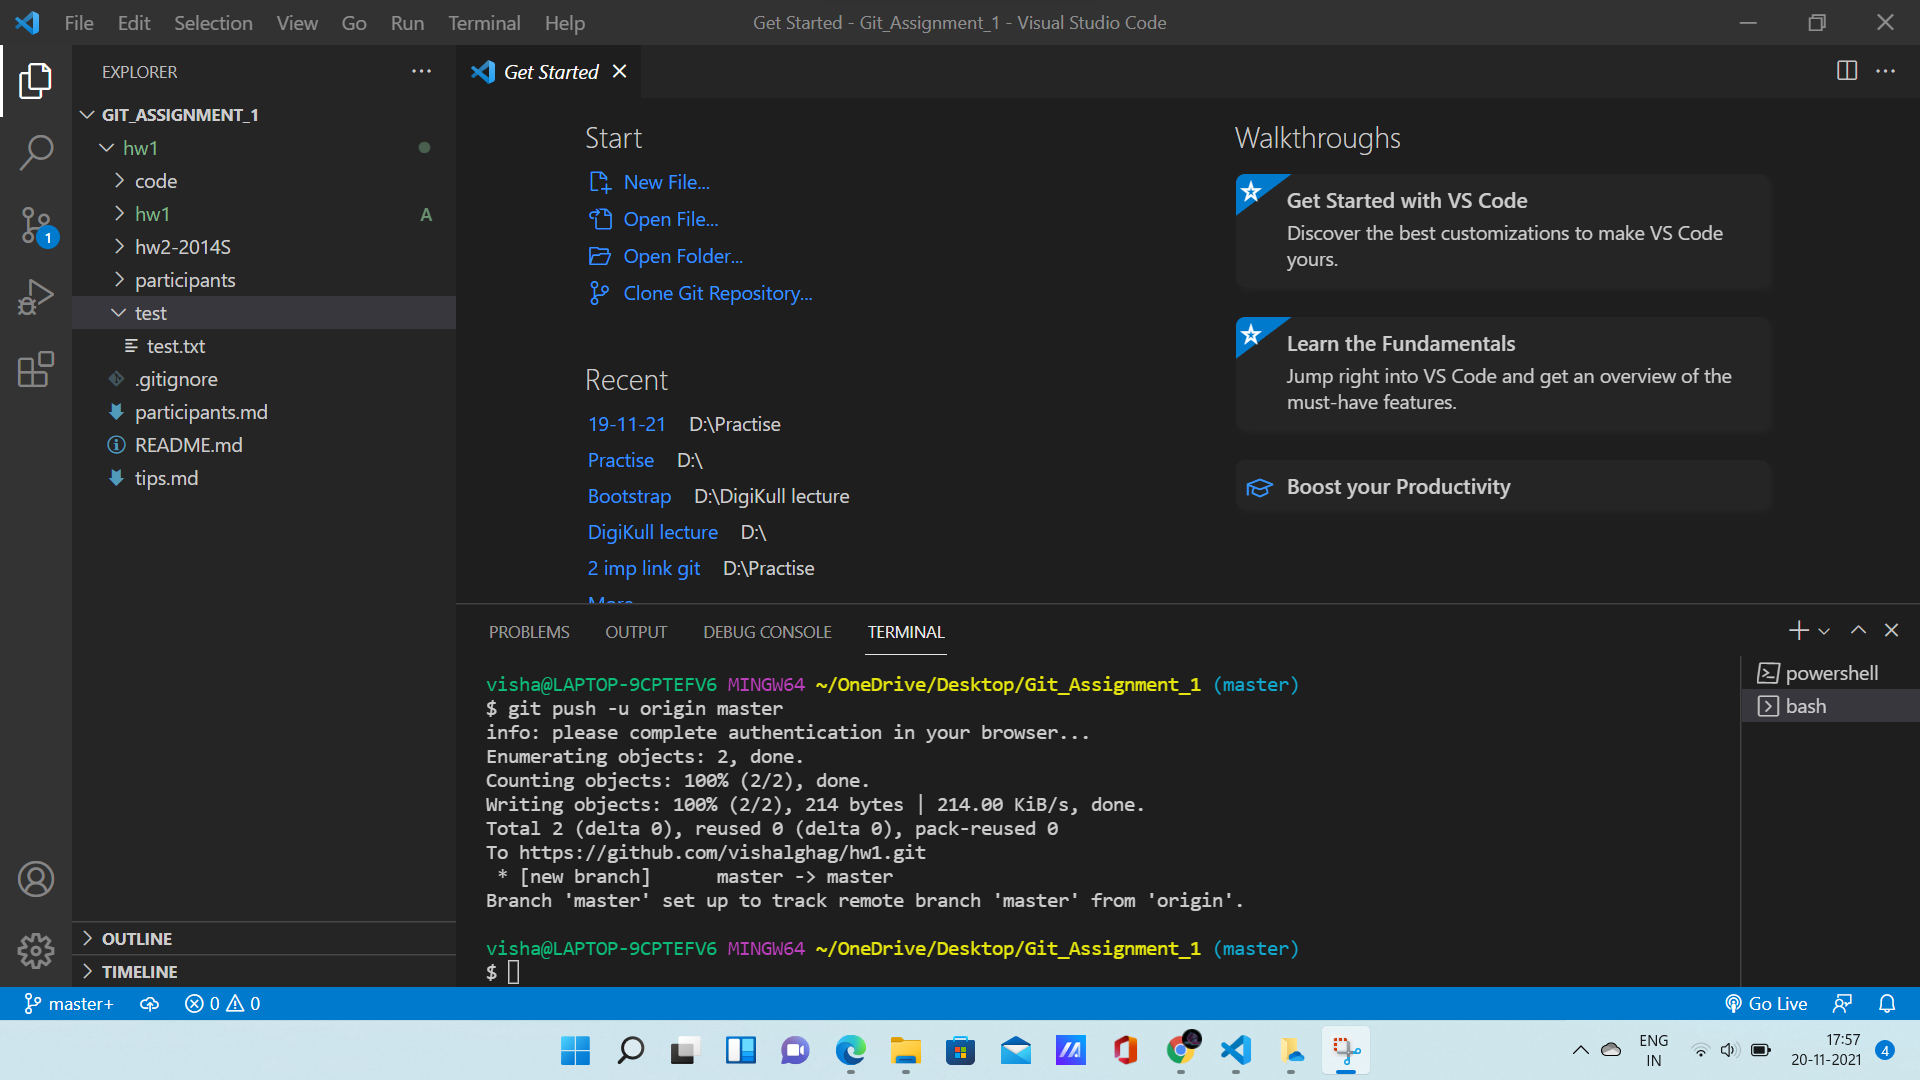 File Edit Selection View Go Run Terminal Help
Get Started - Git_Assignment_1 - Visual Studio Code
EXPLORER
GIT_ASSIGNMENT_1
hw1
code
hw1 A
hw2-2014S
participants
test
test.txt
.gitignore
participants.md
README.md
tips.md
OUTLINE
TIMELINE
1
Get Started
Start
New File...
Open File...
Open Folder...
Clone Git Repository...
Recent
19-11-21 D:\Practise
Practise D:\
Bootstrap D:\DigiKull lecture
DigiKull lecture D:\
2 imp link git D:\Practise
Walkthroughs
Get Started with VS Code
Discover the best customizations to make VS Code
yours.
Learn the Fundamentals
Jump right into VS Code and get an overview of the
must-have features.
Boost your Productivity
PROBLEMS OUTPUT DEBUG CONSOLE TERMINAL
visha@LAPTOP-9CPTEFV6 MINGW64 ~/OneDrive/Desktop/Git_Assignment_1 (master)
$ git push -u origin master
info: please complete authentication in your browser...
Enumerating objects: 2, done.
Counting objects: 100% (2/2), done.
Writing objects: 100% (2/2), 214 bytes | 214.00 KiB/s, done.
Total 2 (delta 0), reused 0 (delta 0), pack-reused 0
To https://github.com/vishalghag/hw1.git
* [new branch] master -> master
Branch 'master' set up to track remote branch 'master' from 'origin'.
visha@LAPTOP-9CPTEFV6 MINGW64 ~/OneDrive/Desktop/Git_Assignment_1 (master)
$
powershell
bash
master+ 0 0
Go Live
ENG
IN
17:57
20-11-2021
4